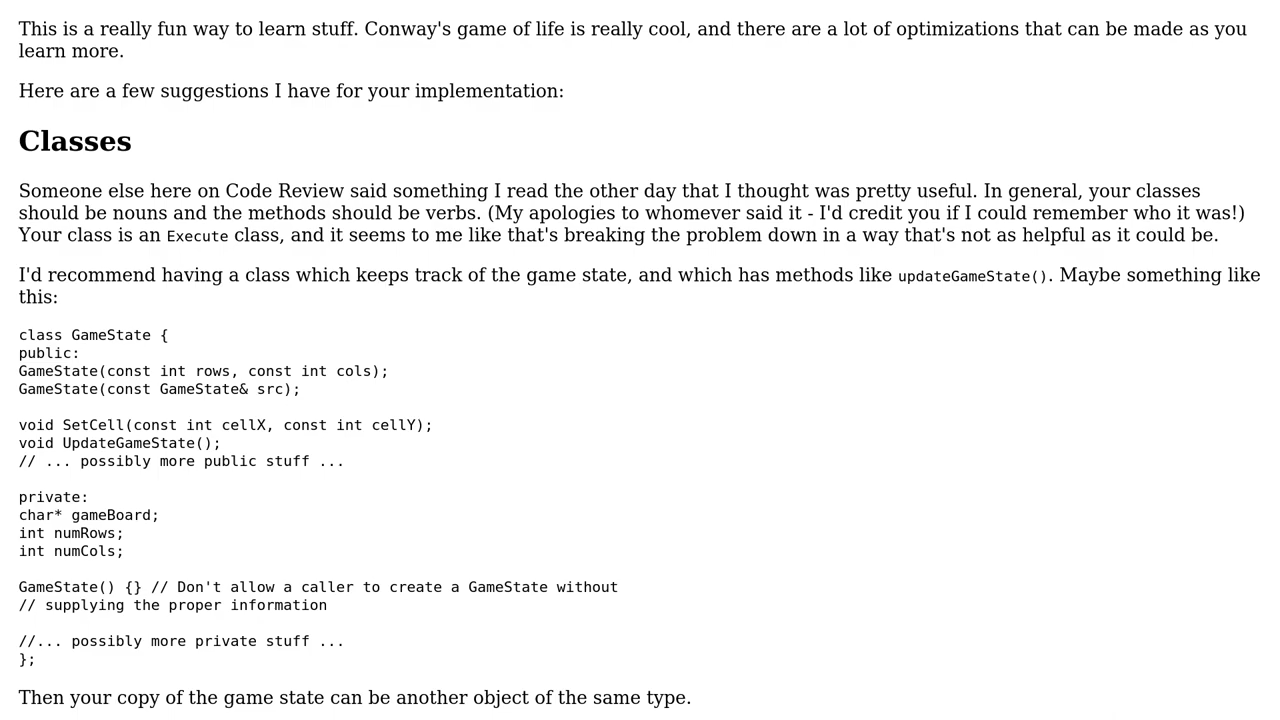 This is a really fun way to learn stuff. Conway's game of life is really cool, and there are a lot of optimizations that can be made as you
learn more.
Here are a few suggestions I have for your implementation:
Classes
Someone else here on Code Review said something I read the other day that I thought was pretty useful. In general, your classes
should be nouns and the methods should be verbs. (My apologies to whomever said it - I'd credit you if I could remember who it was!)
Your class is an Execute class, and it seems to me like that's breaking the problem down in a way that's not as helpful as it could be.
I'd recommend having a class which keeps track of the game state, and which has methods like updateGameState(). Maybe something like
this:
class GameState {
public:
GameState(const int rows, const int cols);
GameState(const GameState& src);
void SetCell(const int cellX, const int cellY);
void UpdateGameState();
// ... possibly more public stuff ...
private:
char* gameBoard;
int numRows;
int numCols;
GameState() {} // Don't allow a caller to create a GameState without
// supplying the proper information
//... possibly more private stuff ...
};
Then your copy of the game state can be another object of the same type.